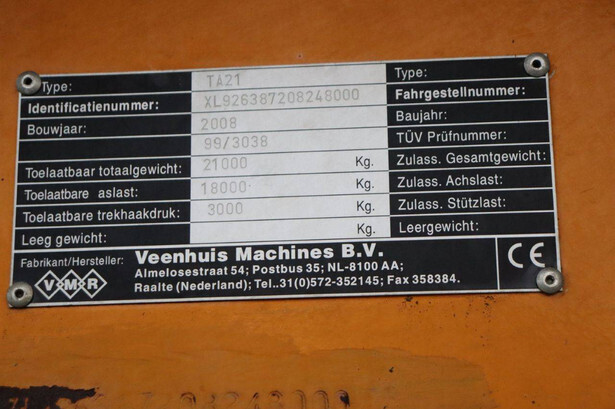 Type: TA21 Type:
Identificatienummer: XL926387208248000 Fahrgestellnummer:
Bouwjaar: 2008 Baujahr:
99/3038 TÜV Prüfnummer:
Toelaatbaar totaalgewicht: 21000 Kg. Zulass. Gesamtgewicht:
Toelaatbare aslast: 18000 Kg. Zulass. Achslast:
Toelaatbare trekhaakdruk: 3000 Kg. Zulass. Stützlast:
Leeg gewicht: Kg. Leergewicht:
Fabrikant/Hersteller: Veenhuis Machines B.V.
Almelosestraat 54; Postbus 35; NL-8100 AA;
Raalte (Nederland); Tel..31(0)572-352145; Fax 358384.
VMR
CE